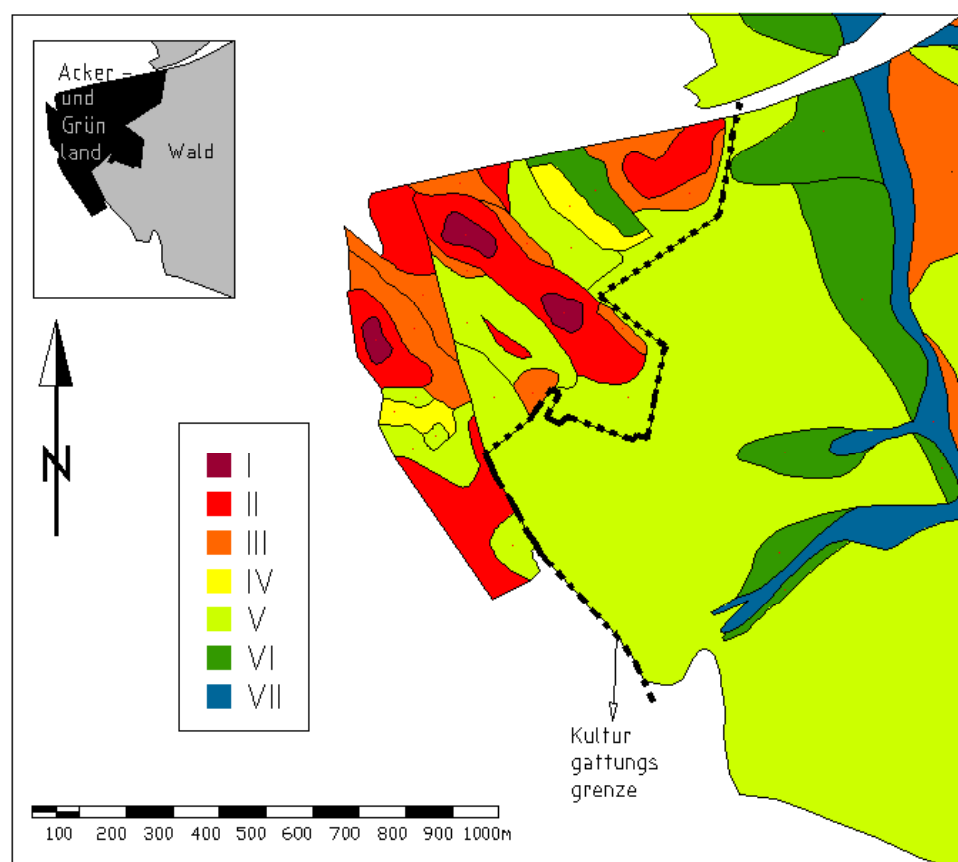 Acker -
und
Grün
land
Wald
N
I
II
III
IV
V
VI
VII
Kultur
gattungs
grenze
100 200 300 400 500 600 700 800 900 1000m